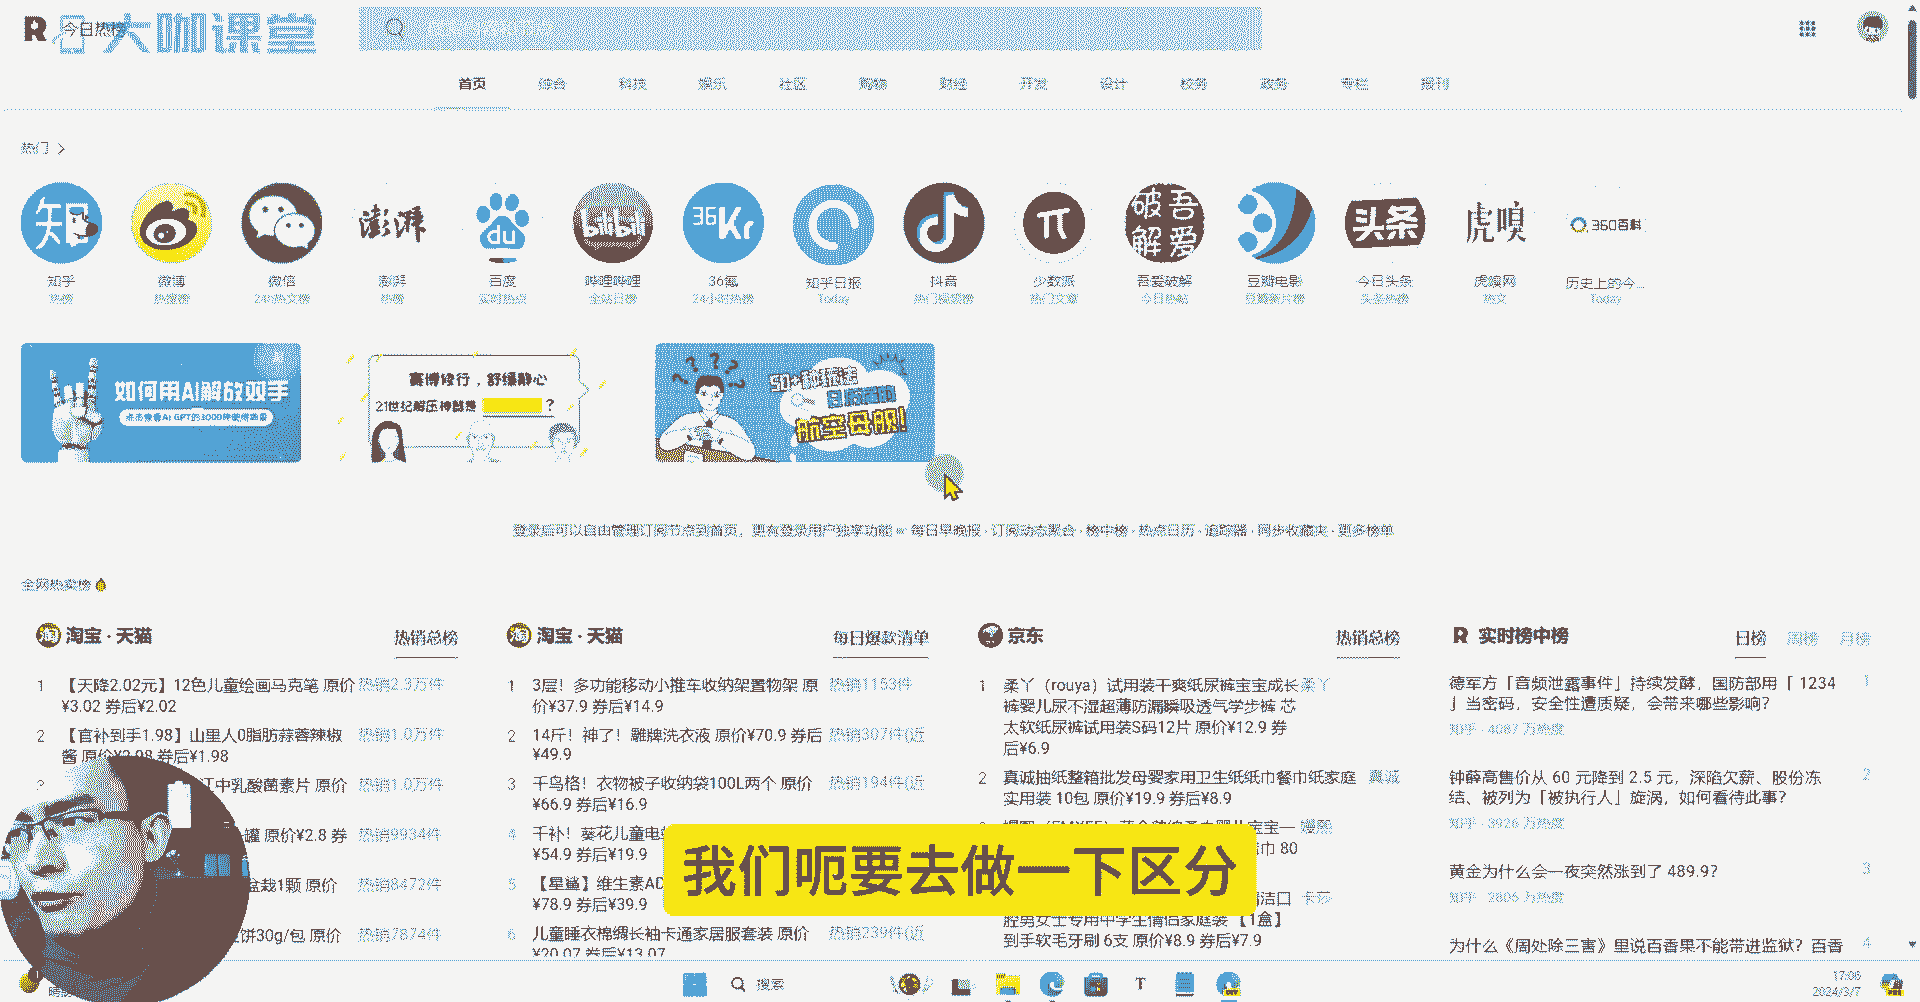 R 今日热榜
大咖课堂
首页 综合 科技 娱乐 社区 购物 财经 开发 设计 校务 政务 专栏 报刊
热门
知
bilibili
36Kr
吾爱破解
头条
虎嗅
360百科
du
澎湃
知乎 微博 微信 澎湃 百度 哔哩哔哩 36氪 知乎日报 抖音 少数派 吾爱破解 豆瓣电影 今日头条 虎嗅网 历史上的今...
热榜 热搜榜 24h热文榜 热榜 实时热点 全站日榜 24小时热榜 Today 热门视频榜 热门文章 今日热帖 豆瓣新片榜 头条热榜 热文 Today
如何用AI解放双手
赛博修行，舒缓静心
21世纪解压神器是 ？
航空母舰!
登录后可以自由管理订阅节点到首页，更有登录用户独享功能 每日早晚报 · 订阅动态聚合 · 榜中榜 · 热点日历 · 追踪器 · 同步收藏夹 · 更多榜单
全网热卖榜
淘宝 · 天猫 热销总榜
1 【天降2.02元】12色儿童绘画马克笔 原价 热销2.3万件
¥3.02 券后¥2.02
2 【官补到手1.98】山里人0脂肪蒜蓉辣椒 热销1.0万件
酱 原价¥3.98 券后¥1.98
江中乳酸菌素片 原价 热销1.0万件
罐 原价¥2.8 券 热销9934件
盆栽1颗 原价 热销8472件
饼30g/包 原价 热销7874件
淘宝 · 天猫 每日爆款清单
1 3层！多功能移动小推车收纳架置物架 原 热销1153件
价¥37.9 券后¥14.9
2 14斤！神了！雕牌洗衣液 原价¥70.9 券后 热销307件(近
¥49.9
3 千鸟格！衣物被子收纳袋100L两个 原价 热销194件(近
¥66.9 券后¥16.9
4 千补！葵花儿童电
¥54.9 券后¥19.9
5 【星鲨】维生素AD
¥78.9 券后¥39.9
6 儿童睡衣棉绸长袖卡通家居服套装 原价 热销239件(近
¥20.07 券后¥13.07
京东 热销总榜
1 柔丫（rouya）试用装干爽纸尿裤宝宝成长 柔丫
裤婴儿尿不湿超薄防漏瞬吸透气学步裤 芯
太软纸尿裤试用装S码12片 原价¥12.9 券
后¥6.9
2 真诚抽纸整箱批发母婴家用卫生纸纸巾餐巾纸家庭 真诚
实用装 10包 原价¥19.9 券后¥8.9
嫚熙
巾 80
洁口 卡莎
腔男女士专用中学生情侣家庭装 【1盒】
到手软毛牙刷 6支 原价¥8.9 券后¥7.9
R 实时榜中榜 日榜 周榜 月榜
德军方「音频泄露事件」持续发酵，国防部用「 1234 1
」当密码，安全性遭质疑，会带来哪些影响？
知乎 · 4087 万热度
钟薛高售价从 60 元降到 2.5 元，深陷欠薪、股份冻 2
结、被列为「被执行人」旋涡，如何看待此事？
知乎 · 3926 万热度
黄金为什么会一夜突然涨到了 489.9？ 3
知乎 · 2806 万热度
为什么《周处除三害》里说百香果不能带进监狱？百香 4
我们呃要去做一下区分
搜索
17:06
2024/3/7